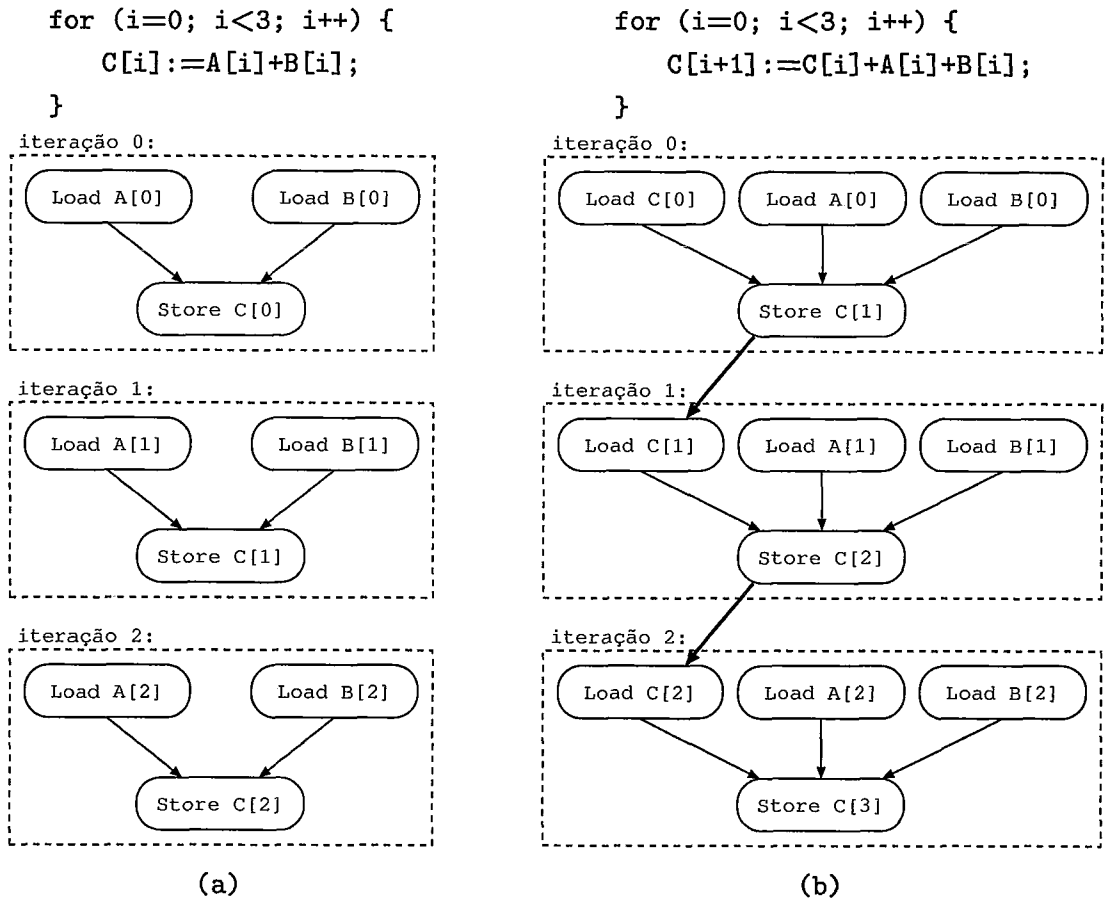 for (i=0; i<3; i++) {
C[i]:=A[i]+B[i];
}
iteração 0:
Load A[0]
Load B[0]
Store C[0]
iteração 1:
Load A[1]
Load B[1]
Store C[1]
iteração 2:
Load A[2]
Load B[2]
Store C[2]
(a)
for (i=0; i<3; i++) {
C[i+1]:=C[i]+A[i]+B[i];
}
iteração 0:
Load C[0]
Load A[0]
Load B[0]
Store C[1]
iteração 1:
Load C[1]
Load A[1]
Load B[1]
Store C[2]
iteração 2:
Load C[2]
Load A[2]
Load B[2]
Store C[3]
(b)